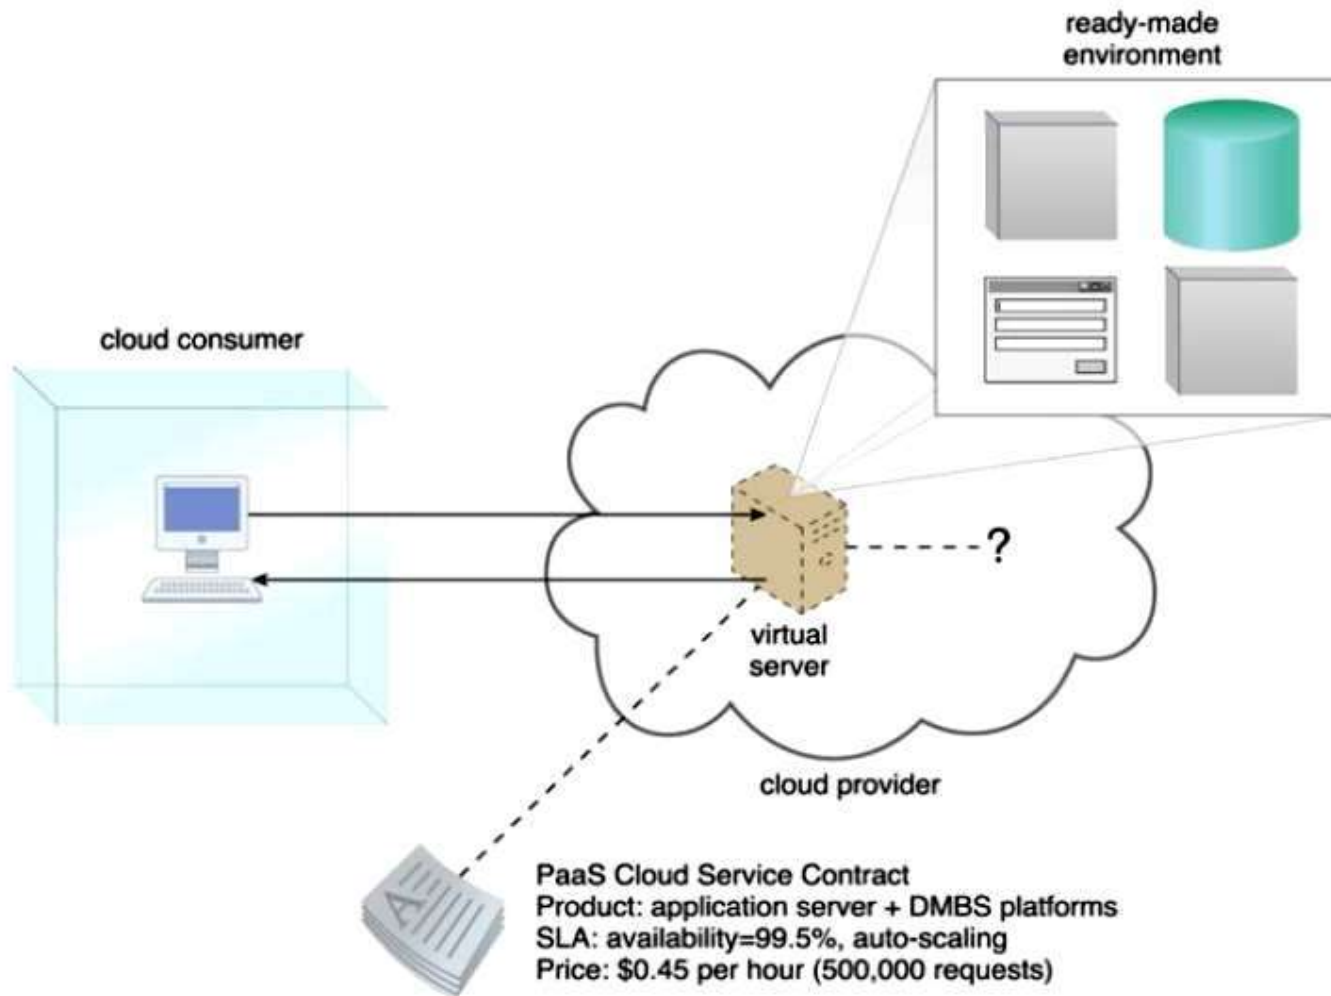 ready-made
environment
cloud consumer
?
virtual
server
cloud provider
A
PaaS Cloud Service Contract
Product: application server + DMBS platforms
SLA: availability=99.5%, auto-scaling
Price: $0.45 per hour (500,000 requests)